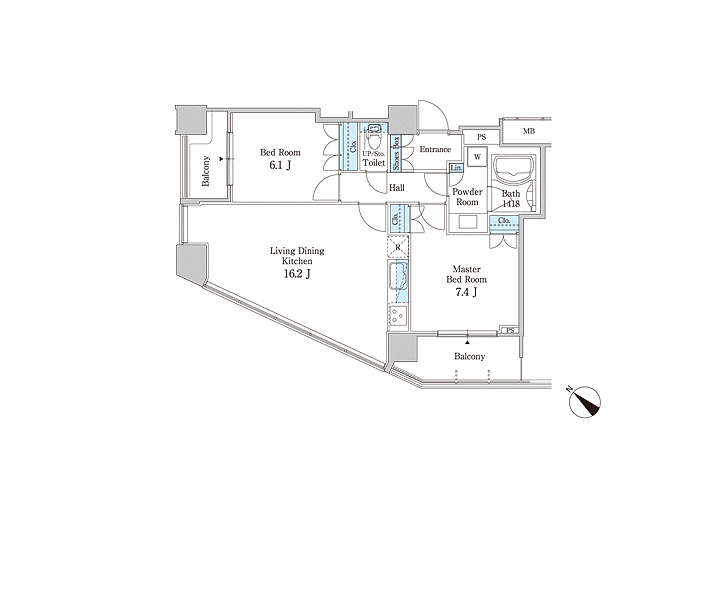 MB
PS
Entrance
Shoes Box
Clo.
UP/Sto.
Toilet
Bed Room
6.1 J
Balcony
W
Lin.
Hall
Powder
Room
Bath
1418
Clo.
Clo.
R
Living Dining
Kitchen
16.2 J
Master
Bed Room
7.4 J
PS
Balcony
N